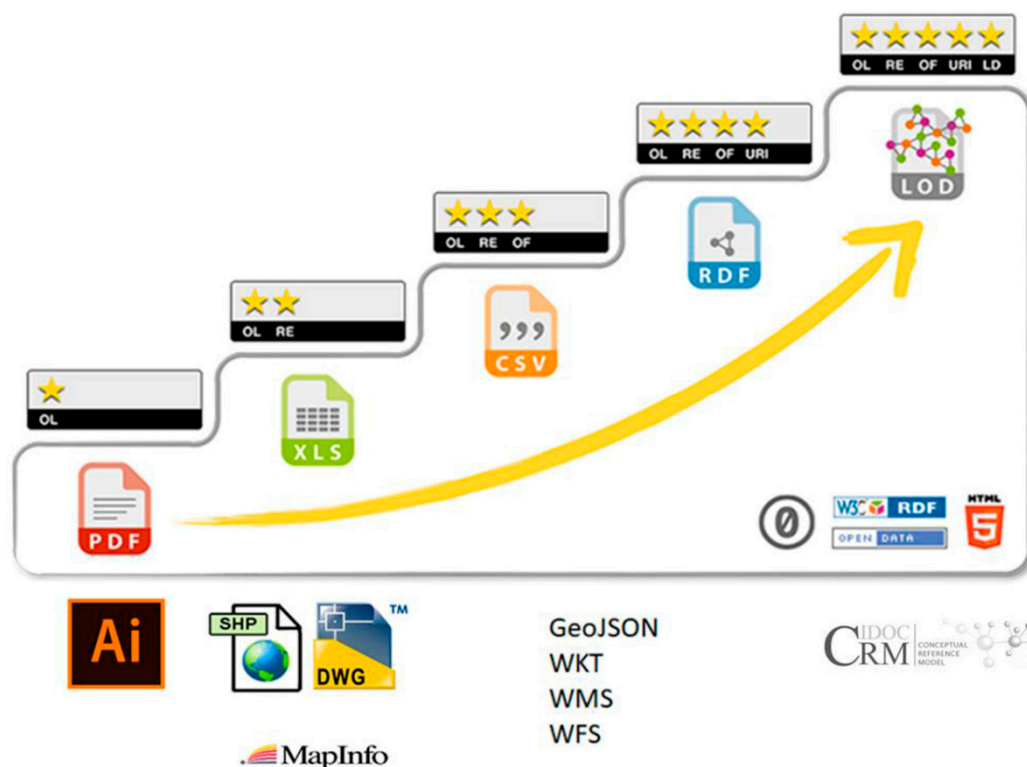 OL RE OF URI LD
LOD
OL RE OF URI
RDF
OL RE OF
CSV
OL RE
XLS
OL
PDF
0
W3C RDF
OPEN DATA
HTML
5
Ai
SHP
DWG
TM
MapInfo
GeoJSON
WKT
WMS
WFS
CIDOC
CRM
CONCEPTUAL
REFERENCE
MODEL